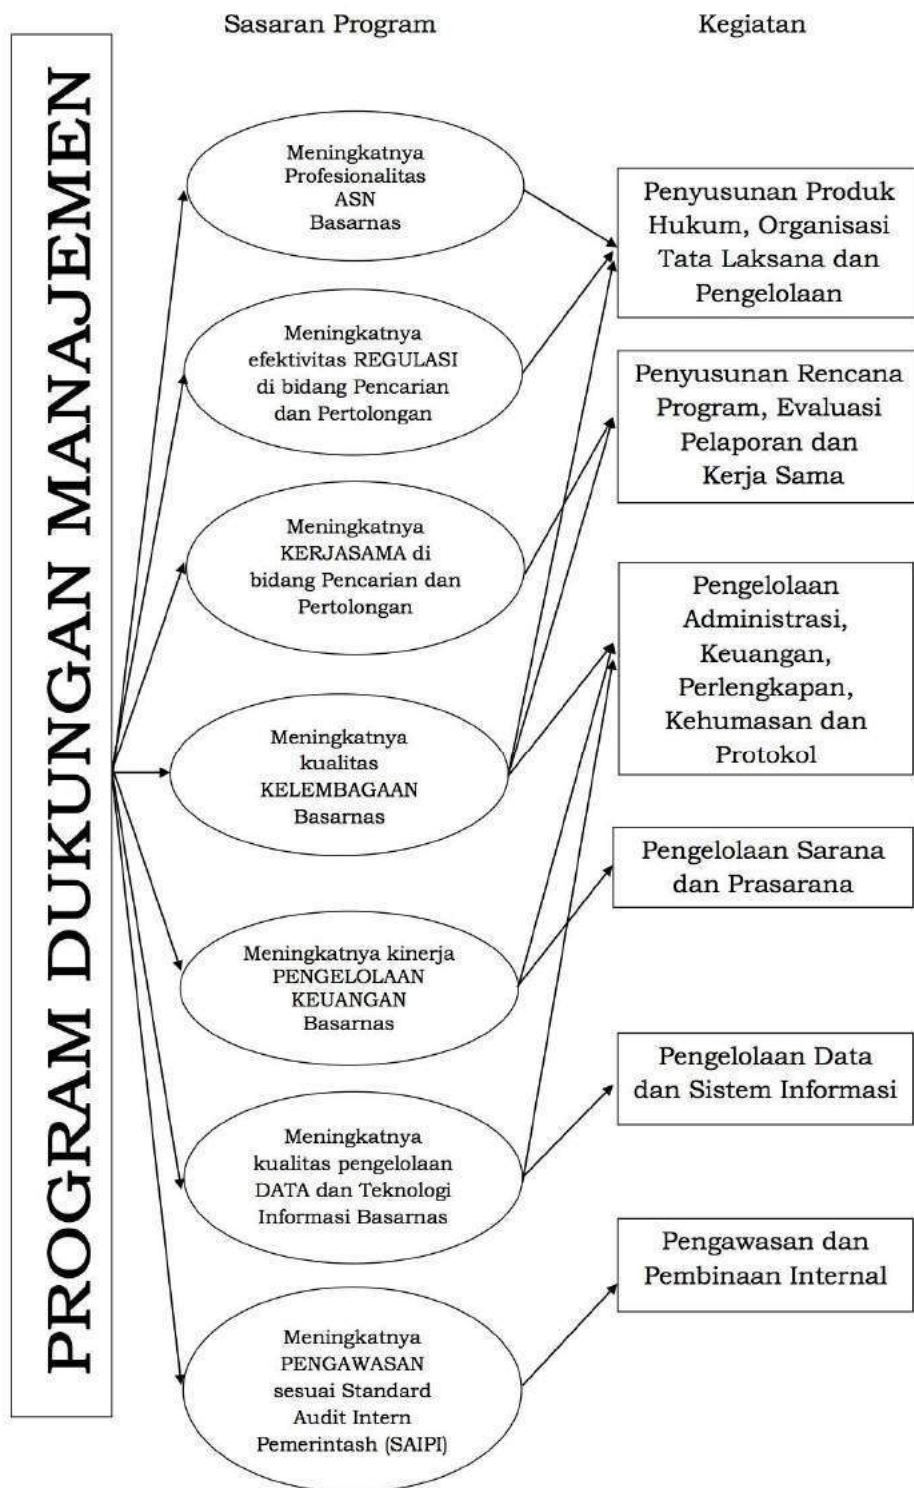 Sasaran Program
Kegiatan
PROGRAM DUKUNGAN MANAJEMEN
Meningkatnya
Profesionalitas
ASN
Basarnas
Meningkatnya
efektivitas REGULASI
di bidang Pencarian
dan Pertolongan
Meningkatnya
KERJASAMA di
bidang Pencarian dan
Pertolongan
Meningkatnya
kualitas
KELEMBAGAAN
Basarnas
Meningkatnya kinerja
PENGELOLAAN
KEUANGAN
Basarnas
Meningkatnya
kualitas pengelolaan
DATA dan Teknologi
Informasi Basarnas
Meningkatnya
PENGAWASAN
sesuai Standard
Audit Intern
Pemerintash (SAIPI)
Penyusunan Produk
Hukum, Organisasi
Tata Laksana dan
Pengelolaan
Penyusunan Rencana
Program, Evaluasi
Pelaporan dan
Kerja Sama
Pengelolaan
Administrasi,
Keuangan,
Perlengkapan,
Kehumasan dan
Protokol
Pengelolaan Sarana
dan Prasarana
Pengelolaan Data
dan Sistem Informasi
Pengawasan dan
Pembinaan Internal